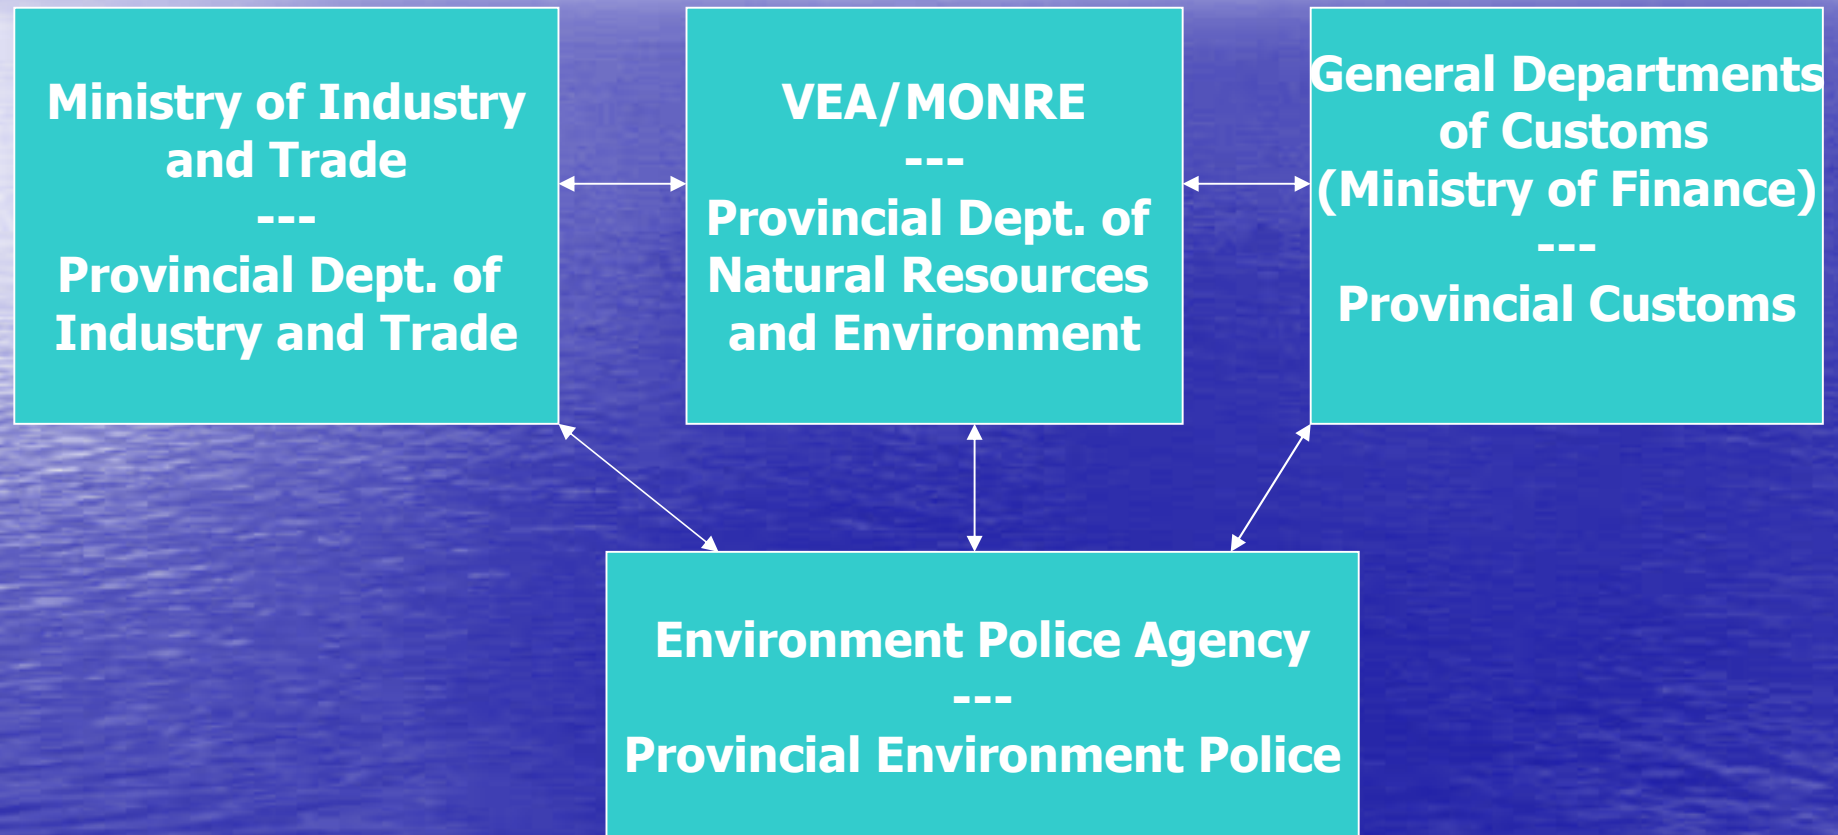 Ministry of Industry
and Trade
---
Provincial Dept. of
Industry and Trade
VEA/MONRE
---
Provincial Dept. of
Natural Resources
and Environment
General Departments
of Customs
(Ministry of Finance)
---
Provincial Customs
Environment Police Agency
---
Provincial Environment Police